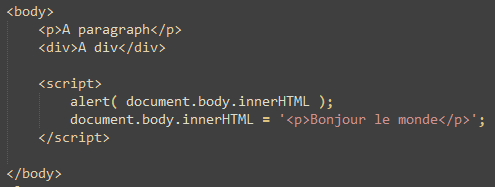 <body>
<p>A paragraph</p>
<div>A div</div>
<script>
alert( document.body.innerHTML );
document.body.innerHTML = '<p>Bonjour le monde</p>';
</script>
</body>